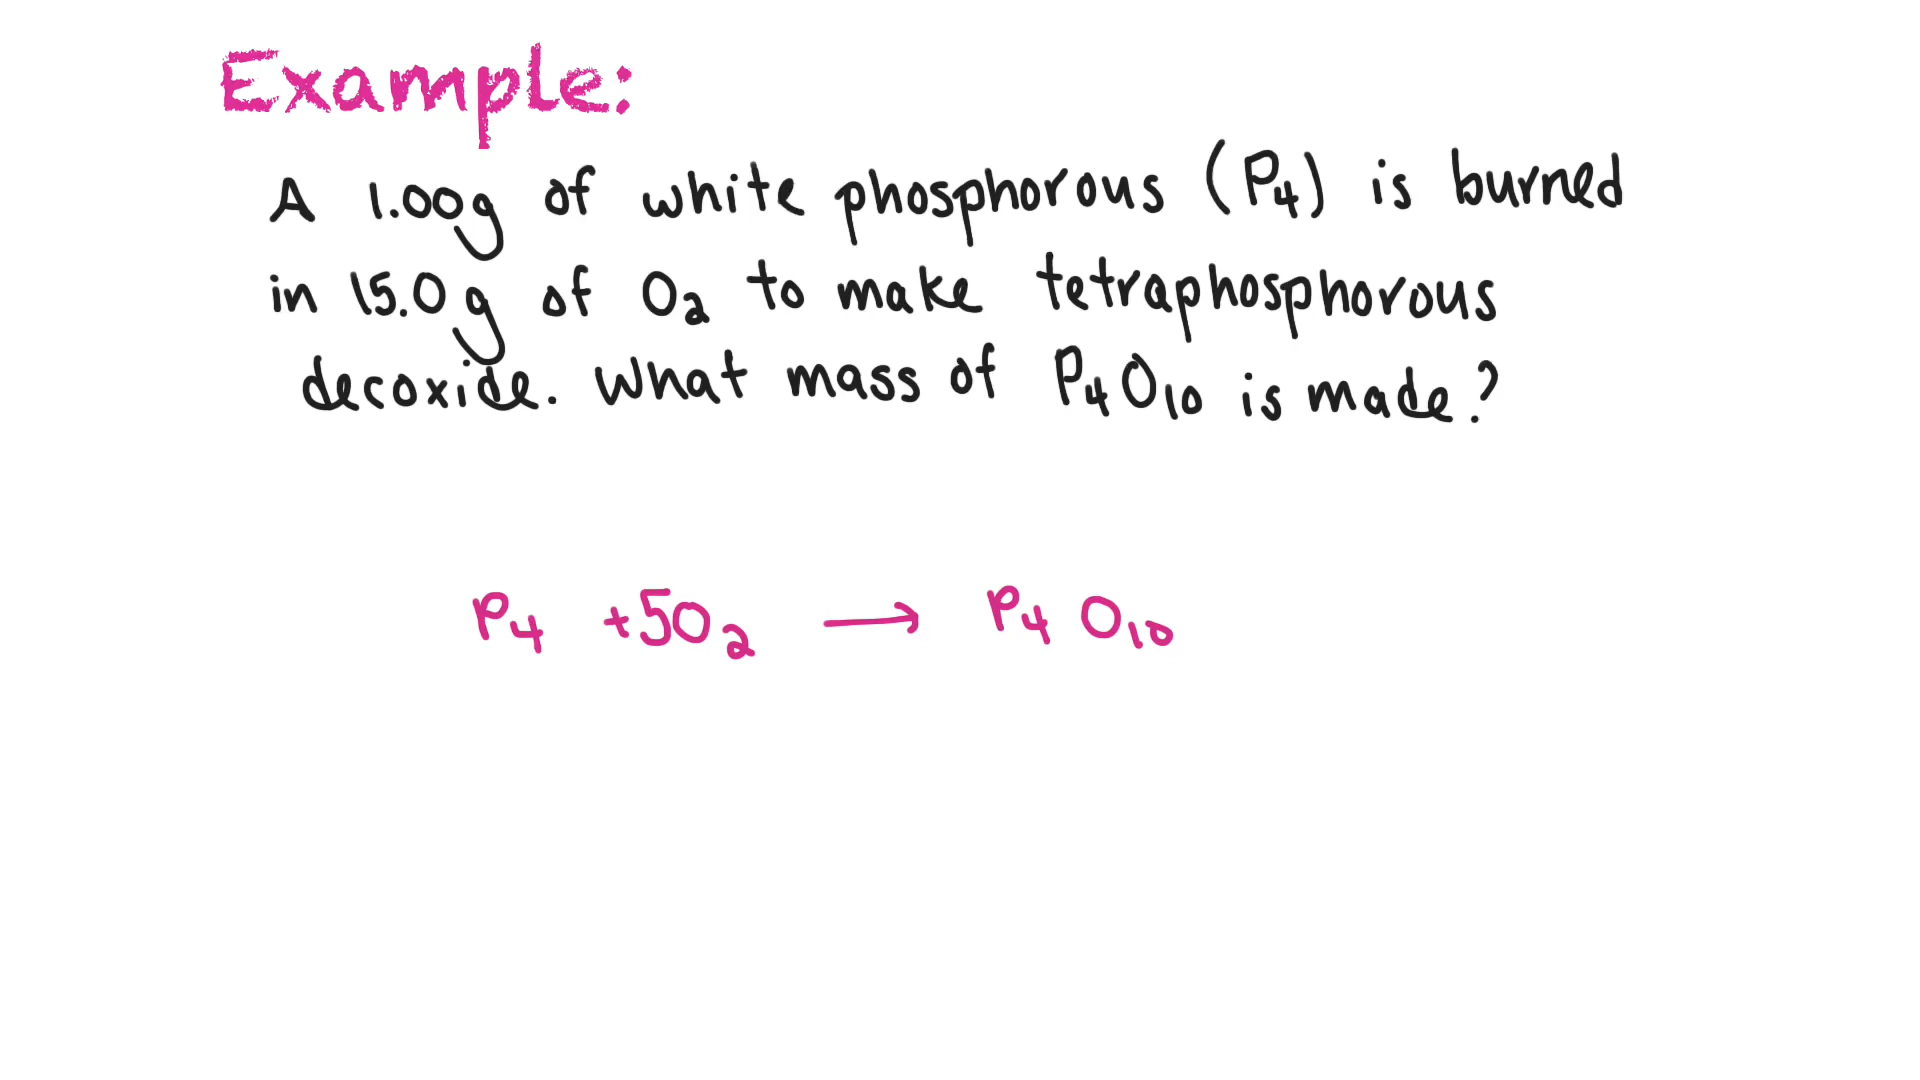 Example:
A 1.00g of white phosphorous (P₄) is burned
in 15.0g of O₂ to make tetraphosphorous
decoxide. What mass of P₄O₁₀ is made?
P₄ +5O₂ → P₄O₁₀